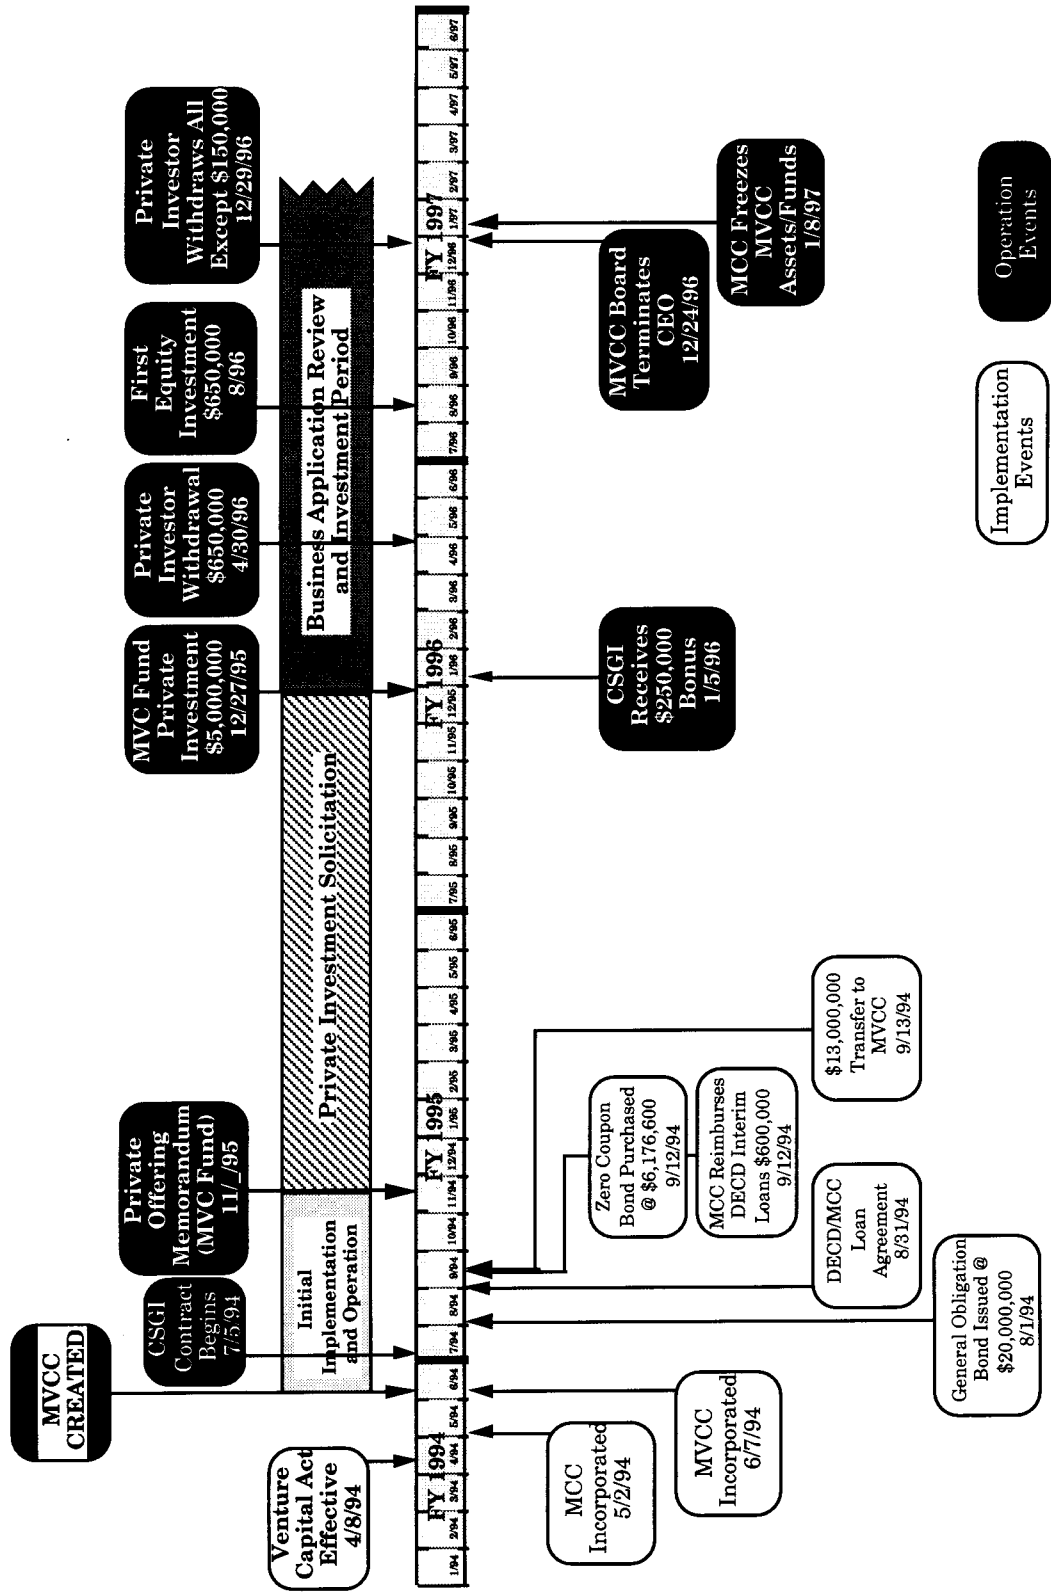 MVCC
CREATED
Venture
Capital Act
Effective
4/8/94
CSGI
Contract
Begins
7/5/94
Private
Offering
Memorandum
(MVC Fund)
11/_/95
MVC Fund
Private
Investment
$5,000,000
12/27/95
Private
Investor
Withdrawal
$650,000
4/30/96
First
Equity
Investment
$650,000
8/96
Private
Investor
Withdraws All
Except $150,000
12/29/96
Initial
Implementation
and Operation
Private Investment Solicitation
Business Application Review
and Investment Period
FY 1994
FY 1995
FY 1996
FY 1997
1/94 2/94 3/94 4/94 5/94 6/94 7/94 8/94 9/94 10/94 11/94 12/94 1/95 2/95 3/95 4/95 5/95 6/95 7/95 8/95 9/95 10/95 11/95 12/95 1/96 2/96 3/96 4/96 5/96 6/96 7/96 8/96 9/96 10/96 11/96 12/96 1/97 2/97 3/97 4/97 5/97 6/97
MCC
Incorporated
5/2/94
MVCC
Incorporated
6/7/94
General Obligation
Bond Issued @
$20,000,000
8/1/94
DECD/MCC
Loan
Agreement
8/31/94
Zero Coupon
Bond Purchased
@ $6,176,600
9/12/94
MCC Reimburses
DECD Interim
Loans $600,000
9/12/94
$13,000,000
Transfer to
MVCC
9/13/94
CSGI
Receives
$250,000
Bonus
1/5/96
MVCC Board
Terminates
CEO
12/24/96
MCC Freezes
MVCC
Assets/Funds
1/8/97
Implementation
Events
Operation
Events